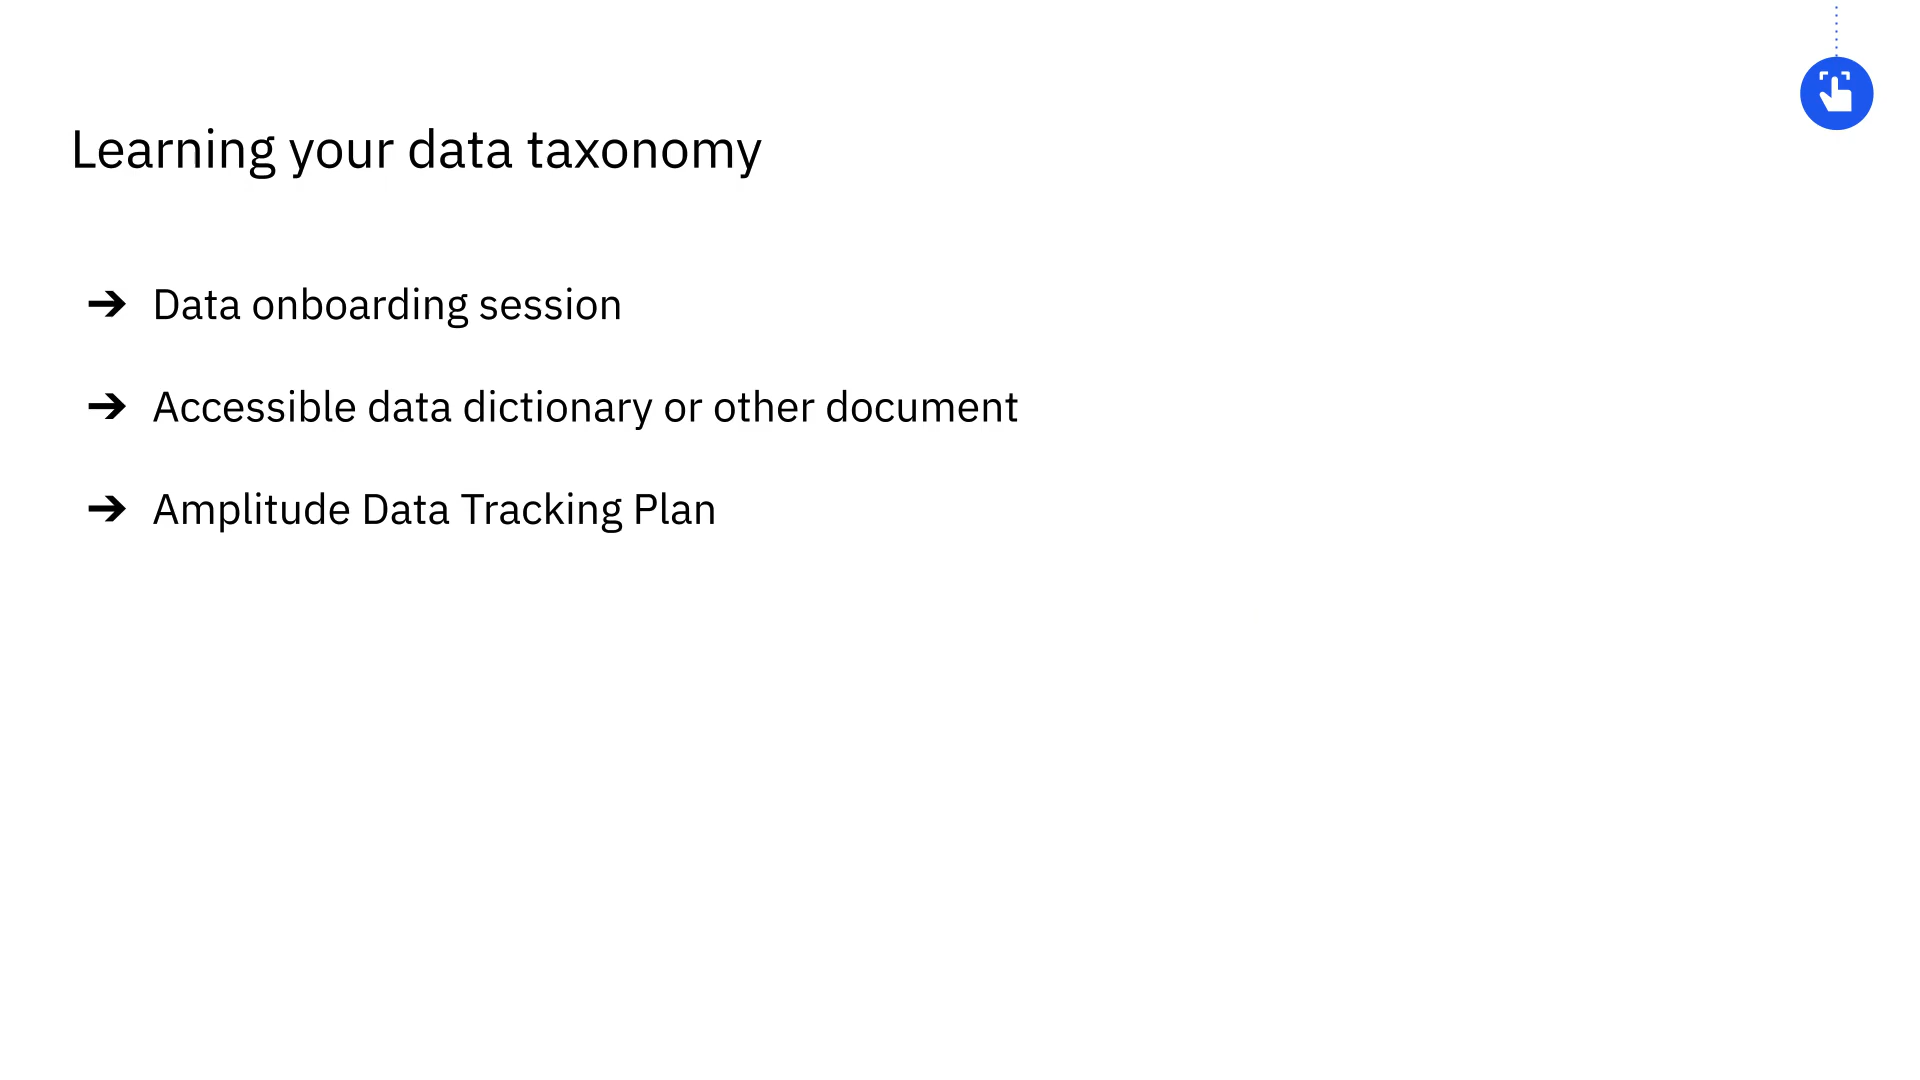 Learning your data taxonomy
➔ Data onboarding session
➔ Accessible data dictionary or other document
➔ Amplitude Data Tracking Plan